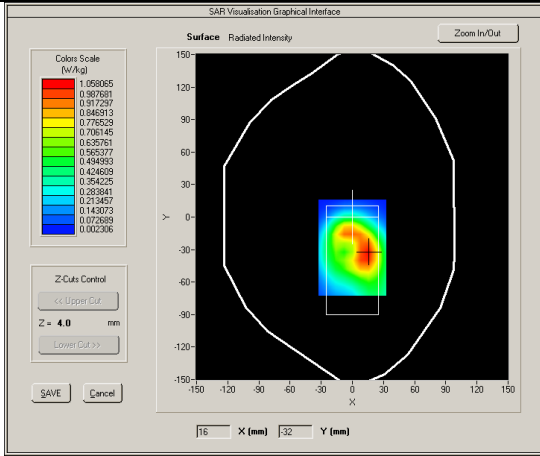 SAR Visualisation Graphical Interface
Surface Radiated Intensity
Zoom In/Out
Colors Scale
(W/kg)
1.058065
0.987681
0.917297
0.846913
0.776529
0.706145
0.635761
0.565377
0.494993
0.424609
0.354225
0.283841
0.213457
0.143073
0.072689
0.002306
Z-Cuts Control
<< Upper Cut
Z = 4.0 mm
Lower Cut >>
SAVE Cancel
150-
120-
90-
60-
30-
0-
-30-
-60-
-90-
-120-
-150-
Y
-150 -120 -90 -60 -30 0 30 60 90 120 150
X
16 X (mm) -32 Y (mm)